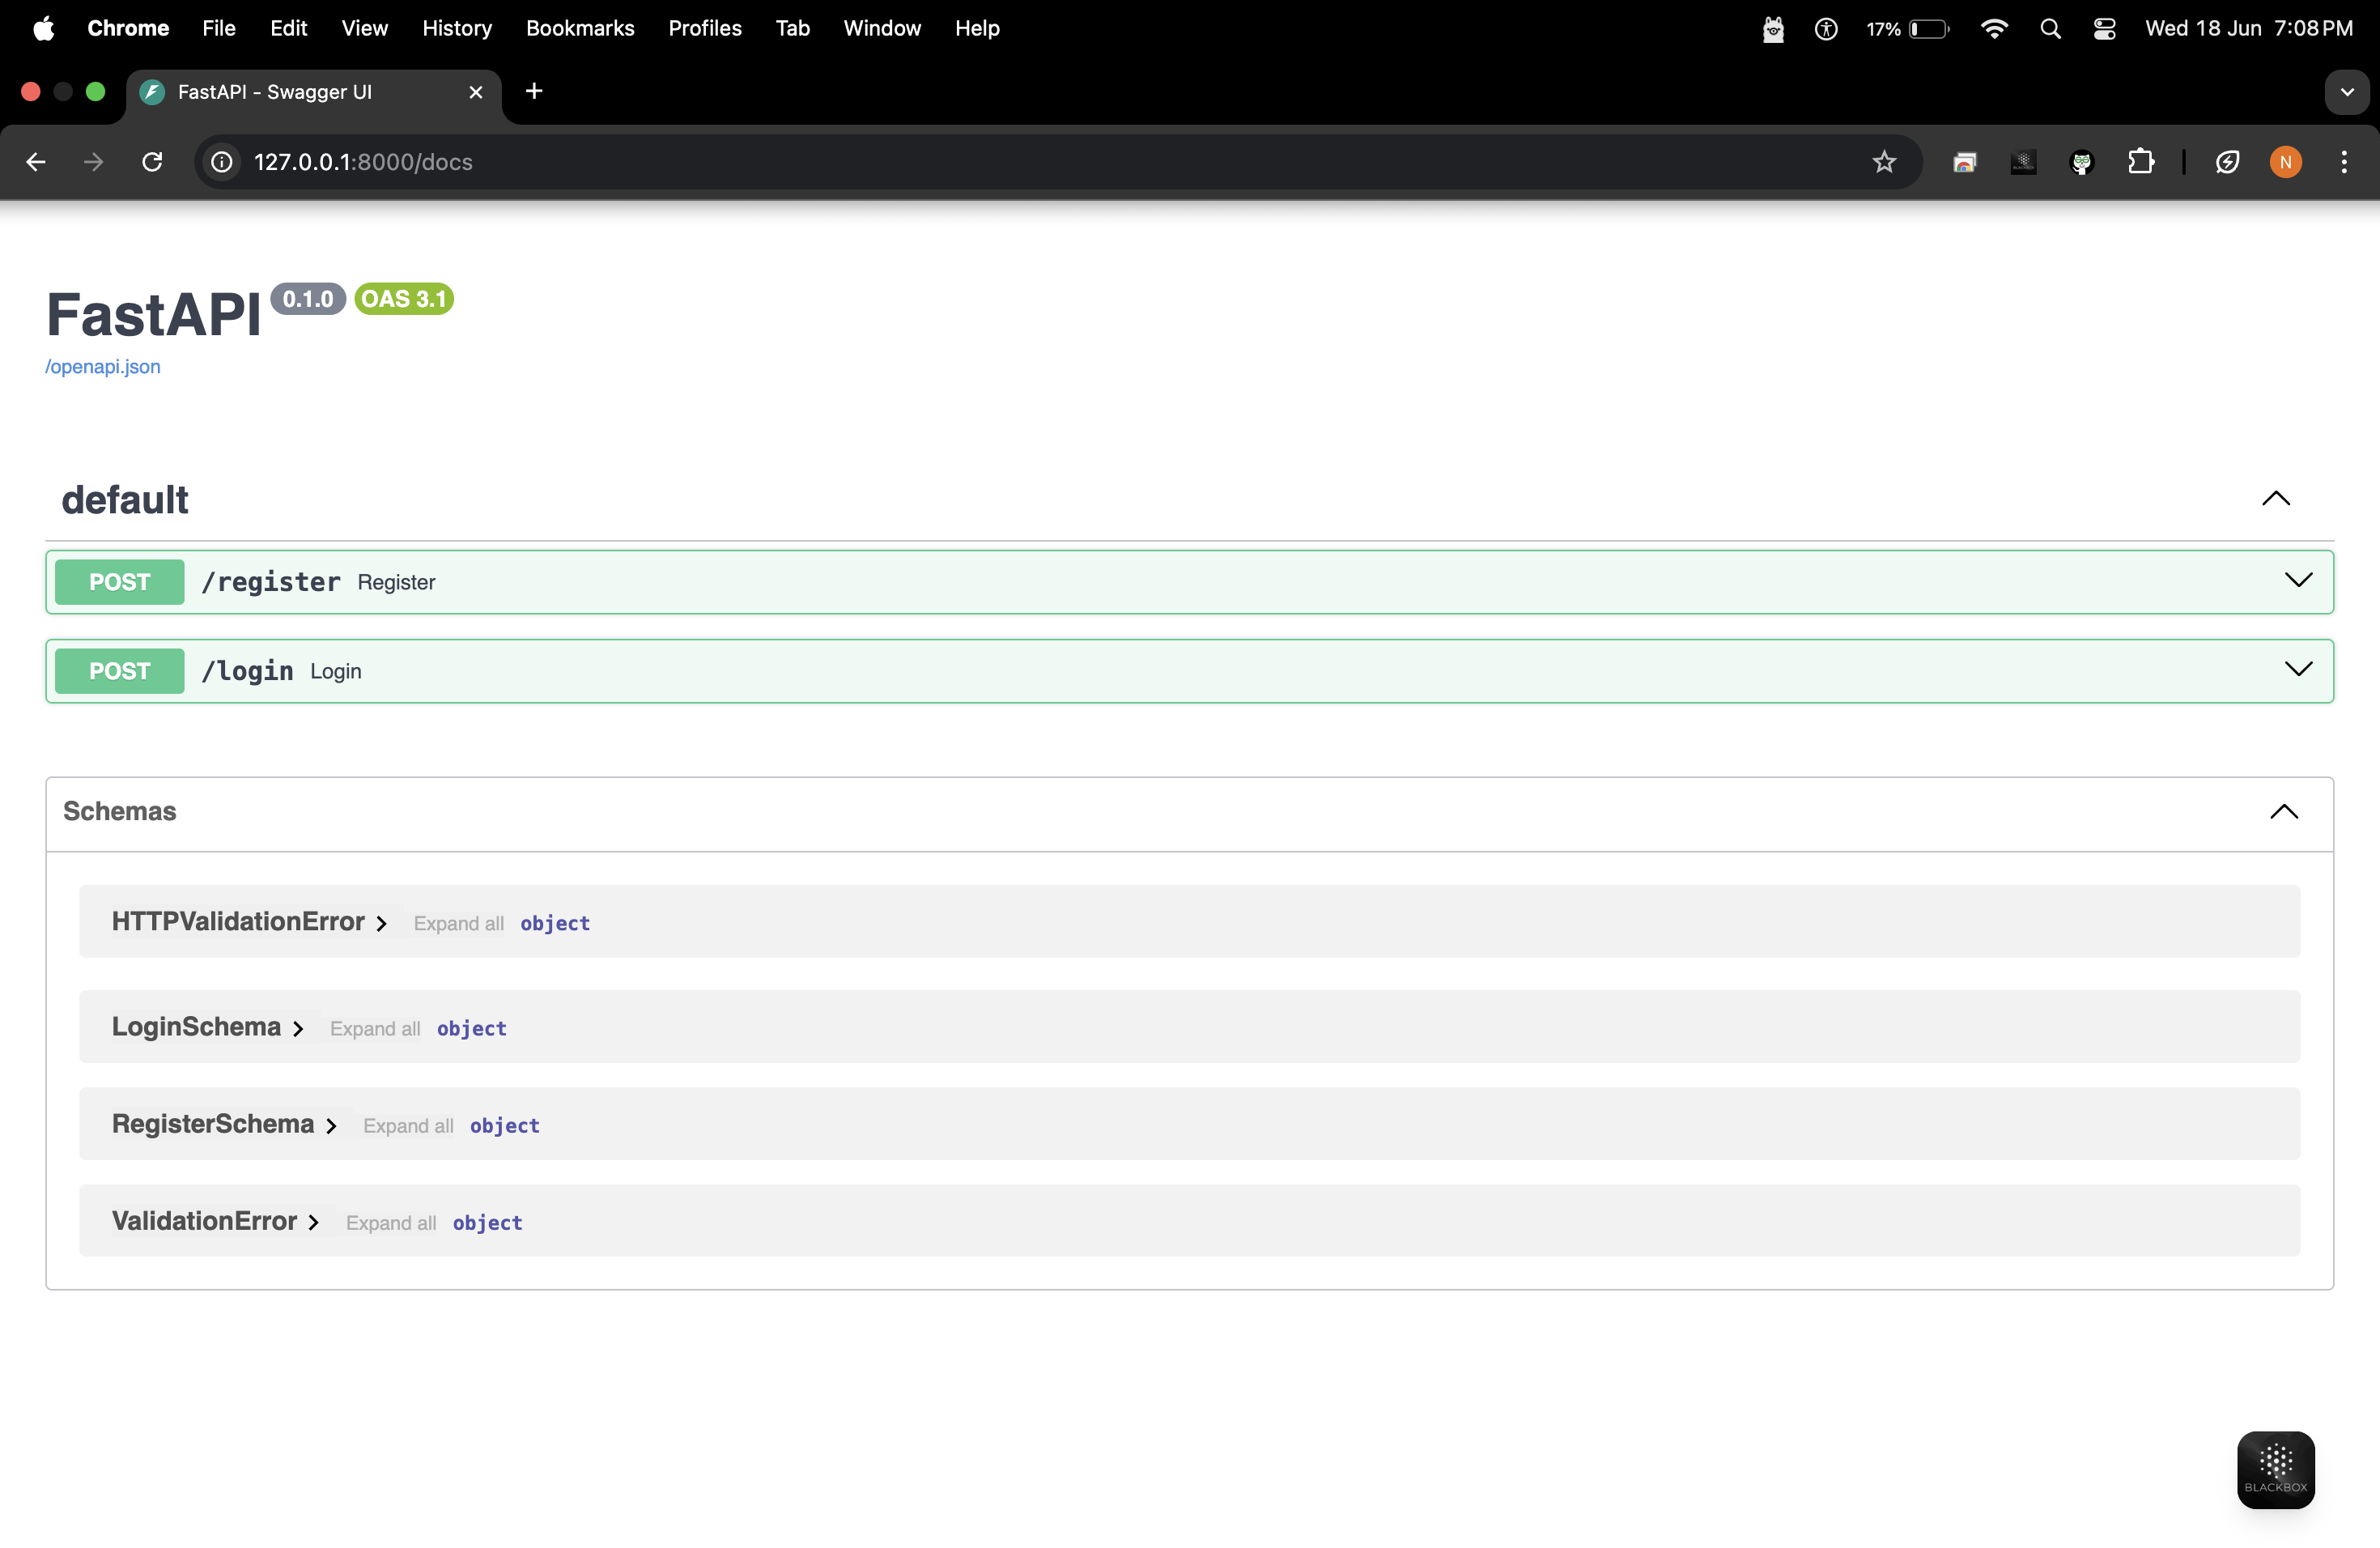 Chrome File Edit View History Bookmarks Profiles Tab Window Help 17% Wed 18 Jun 7:08 PM
FastAPI - Swagger UI
127.0.0.1:8000/docs N
FastAPI 0.1.0 OAS 3.1
/openapi.json
default
POST /register Register
POST /login Login
Schemas
HTTPValidationError Expand all object
LoginSchema Expand all object
RegisterSchema Expand all object
ValidationError Expand all object
BLACKBOX